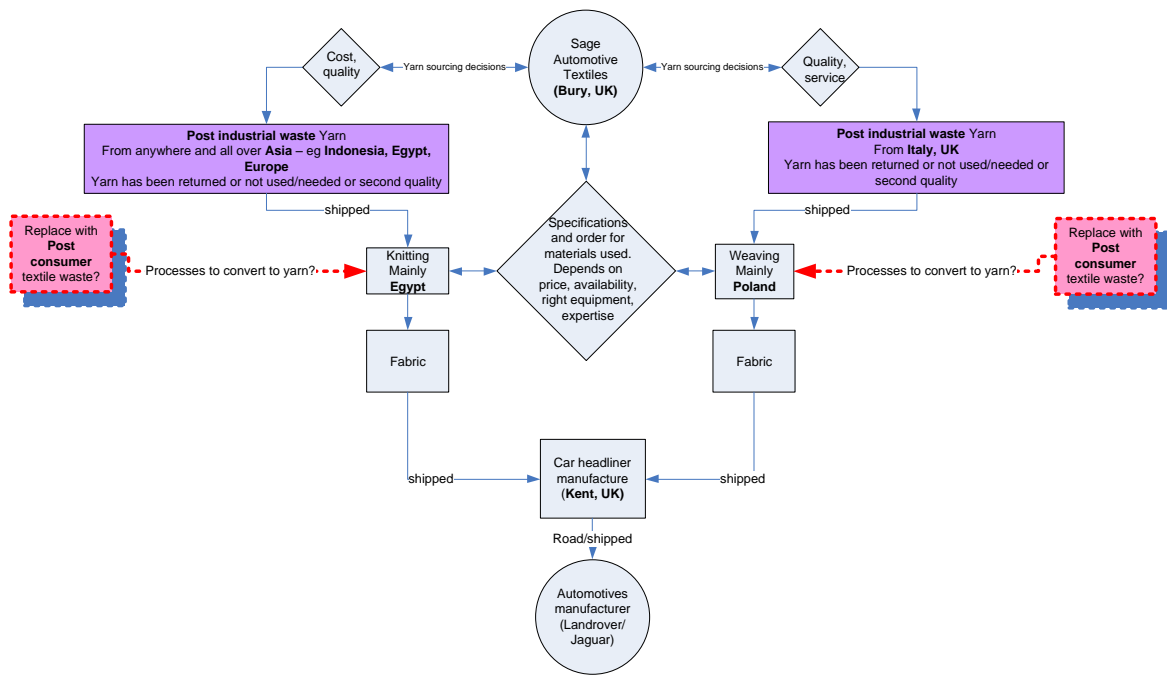 Sage
Automotive
Textiles
(Bury, UK)
Cost,
quality
Yarn sourcing decisions
Yarn sourcing decisions
Quality,
service
Post industrial waste Yarn
From anywhere and all over Asia – eg Indonesia, Egypt,
Europe
Yarn has been returned or not used/needed or second quality
Post industrial waste Yarn
From Italy, UK
Yarn has been returned or not used/needed or
second quality
shipped
shipped
Replace with
Post
consumer
textile waste?
Processes to convert to yarn?
Knitting
Mainly
Egypt
Specifications
and order for
materials used.
Depends on
price, availability,
right equipment,
expertise
Weaving
Mainly
Poland
Processes to convert to yarn?
Replace with
Post
consumer
textile waste?
Fabric
Fabric
shipped
Car headliner
manufacture
(Kent, UK)
shipped
Road/shipped
Automotives
manufacturer
(Landrover/
Jaguar)